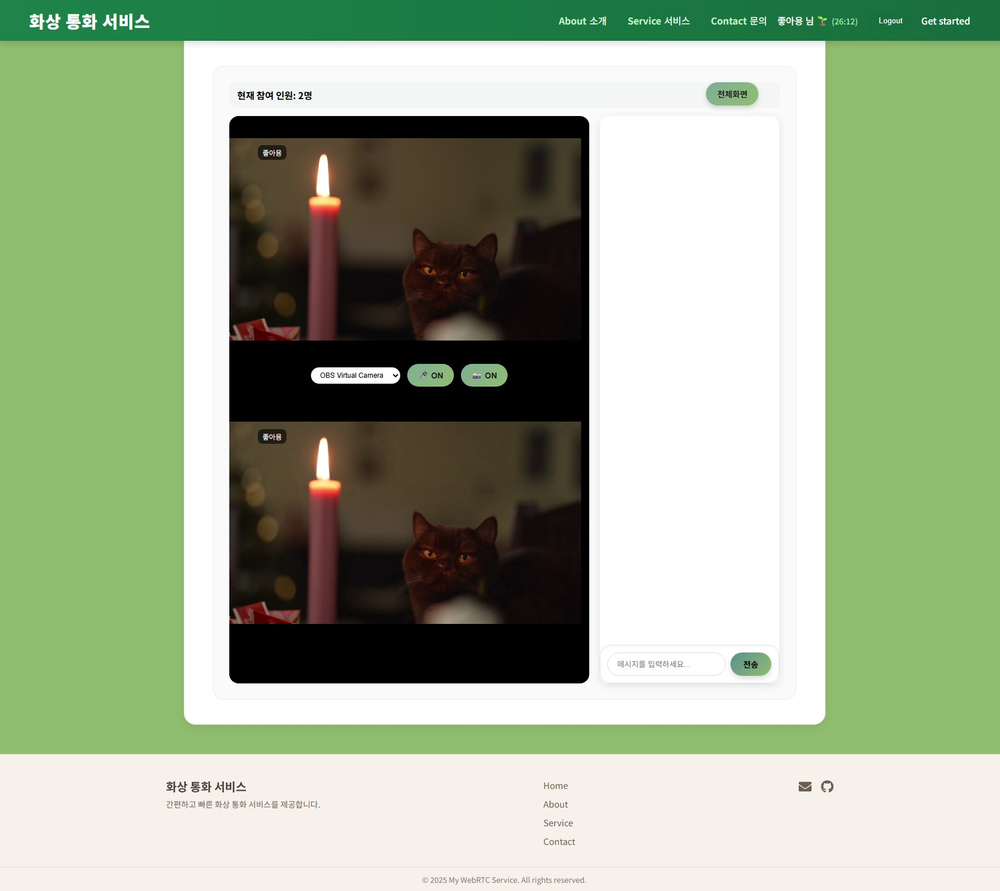 화상 통화 서비스
About 소개
Service 서비스
Contact 문의
좋아용 님 🌱 (26:12)
Logout
Get started
현재 참여 인원: 2명
전체화면
좋아용
OBS Virtual Camera
🎤 ON
📷 ON
좋아용
메시지를 입력하세요...
전송
화상 통화 서비스
간편하고 빠른 화상 통화 서비스를 제공합니다.
Home
About
Service
Contact
© 2025 My WebRTC Service. All rights reserved.